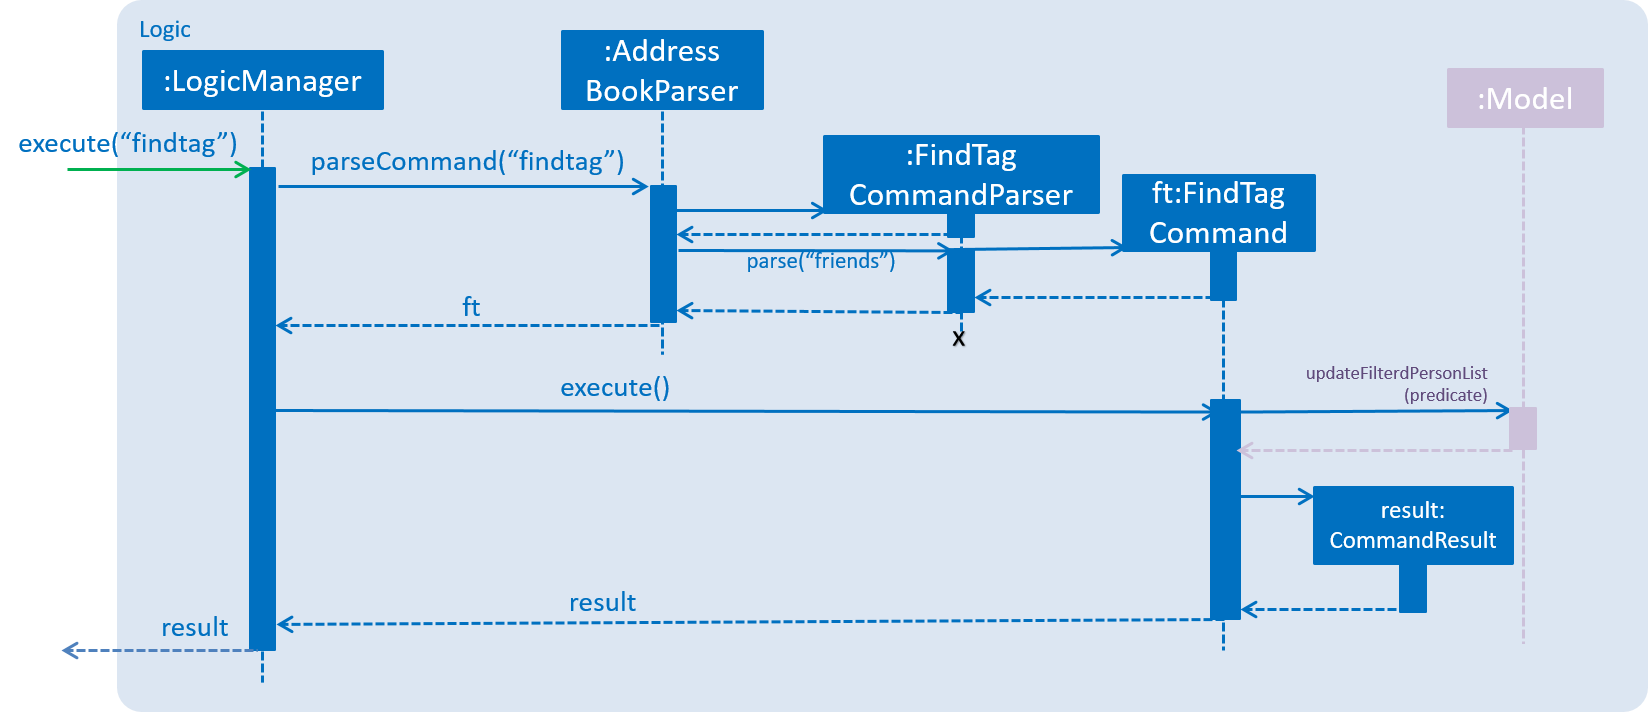 Logic
:LogicManager
:Address
BookParser
:Model
execute(“findtag”)
parseCommand(“findtag”)
:FindTag
CommandParser
ft:FindTag
Command
parse(“friends”)
ft
x
updateFilterdPersonList
(predicate)
execute()
result:
CommandResult
result
result